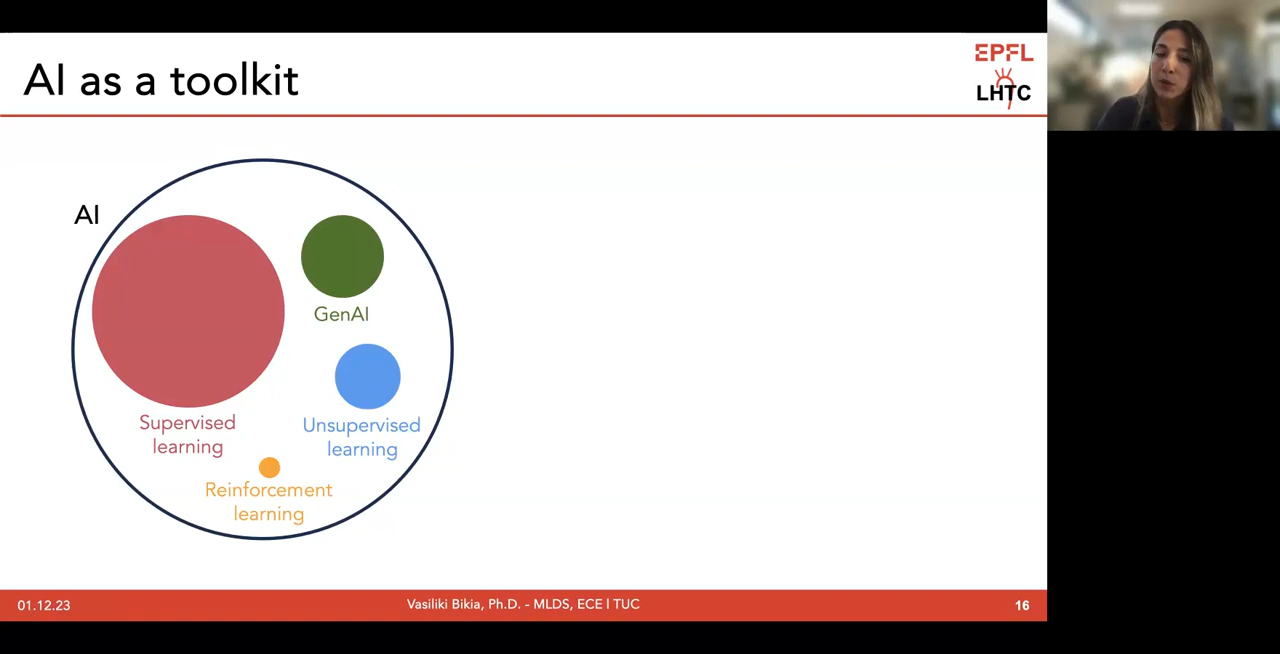 AI as a toolkit
EPFL
LHTC
AI
GenAI
Supervised
learning
Unsupervised
learning
Reinforcement
learning
01.12.23
Vasiliki Bikia, Ph.D. - MLDS, ECE l TUC
16